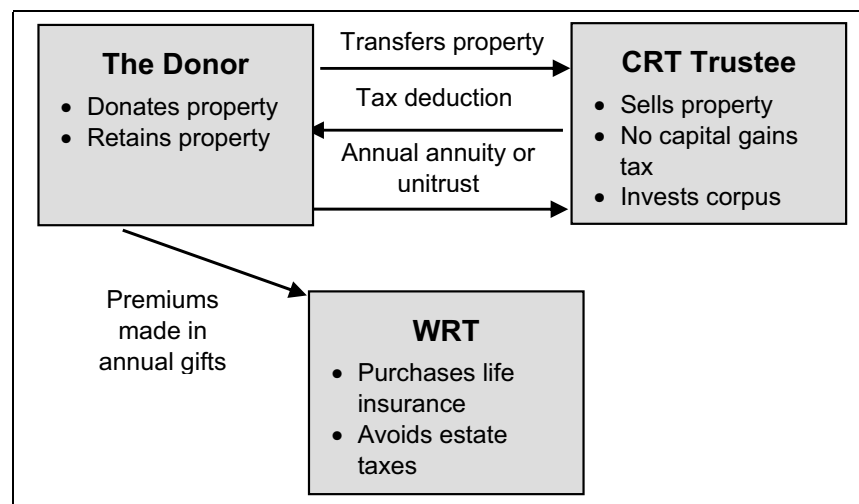 The Donor
• Donates property
• Retains property
Transfers property
Tax deduction
Annual annuity or
unitrust
CRT Trustee
• Sells property
• No capital gains
tax
• Invests corpus
Premiums
made in
annual gifts
WRT
• Purchases life
insurance
• Avoids estate
taxes